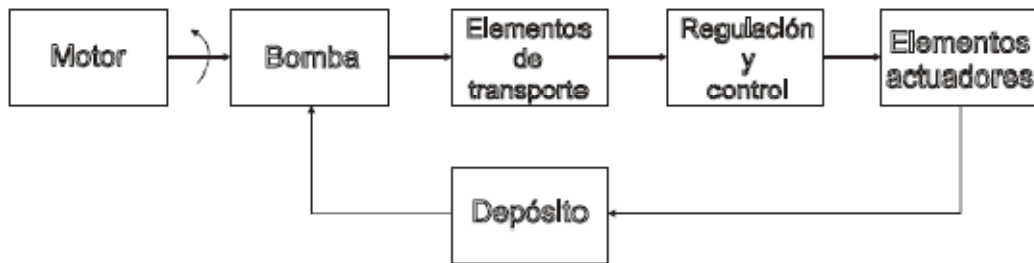 Motor
Bomba
Elementos
de
transporte
Regulación
y
control
Elementos
actuadores
Depósito